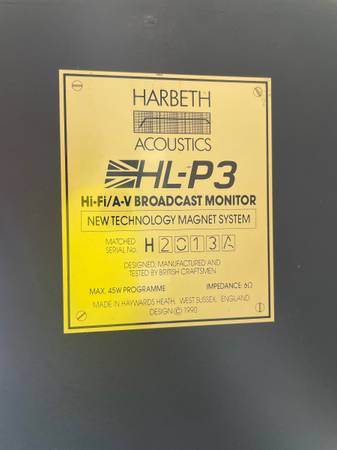 HARBETH
ACOUSTICS
HL-P3
Hi-Fi/A-V BROADCAST MONITOR
NEW TECHNOLOGY MAGNET SYSTEM
MATCHED SERIAL No. H 2013A
DESIGNED, MANUFACTURED AND
TESTED BY BRITISH CRAFTSMEN
MAX. 45W PROGRAMME IMPEDANCE 6Ω
MADE IN HAYWARDS HEATH, WEST SUSSEX, ENGLAND
DESIGN © 1990